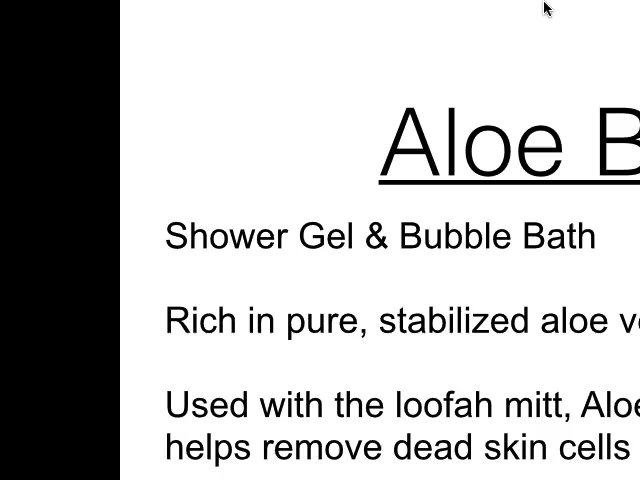 Aloe B
Shower Gel & Bubble Bath
Rich in pure, stabilized aloe v
Used with the loofah mitt, Aloe
helps remove dead skin cells